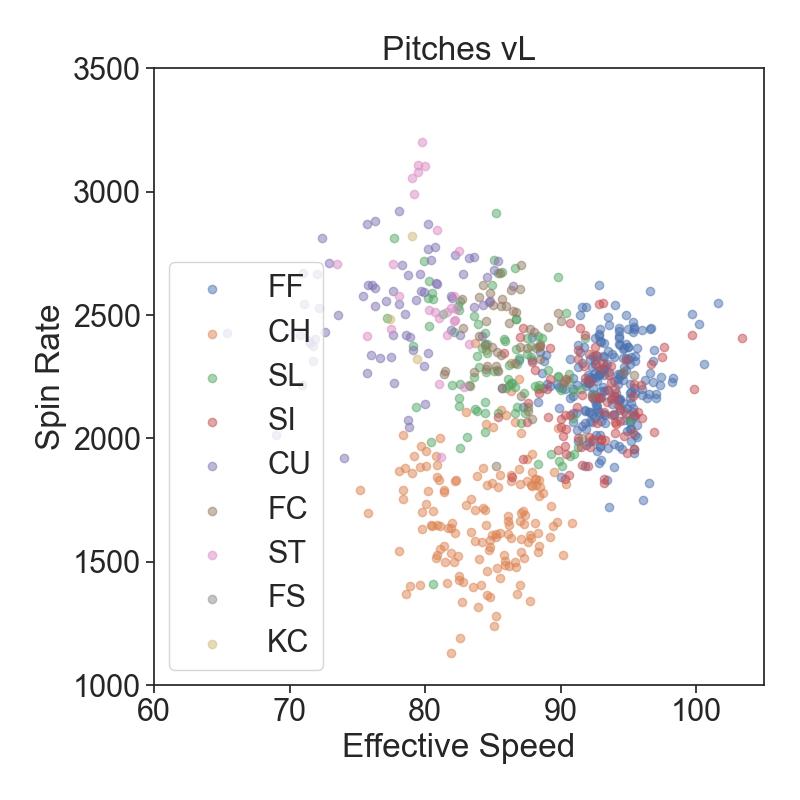 Pitches vL
3500
3000
2500
2000
1500
1000
Spin Rate
FF
CH
SL
SI
CU
FC
ST
FS
KC
60
70
80
90
100
Effective Speed